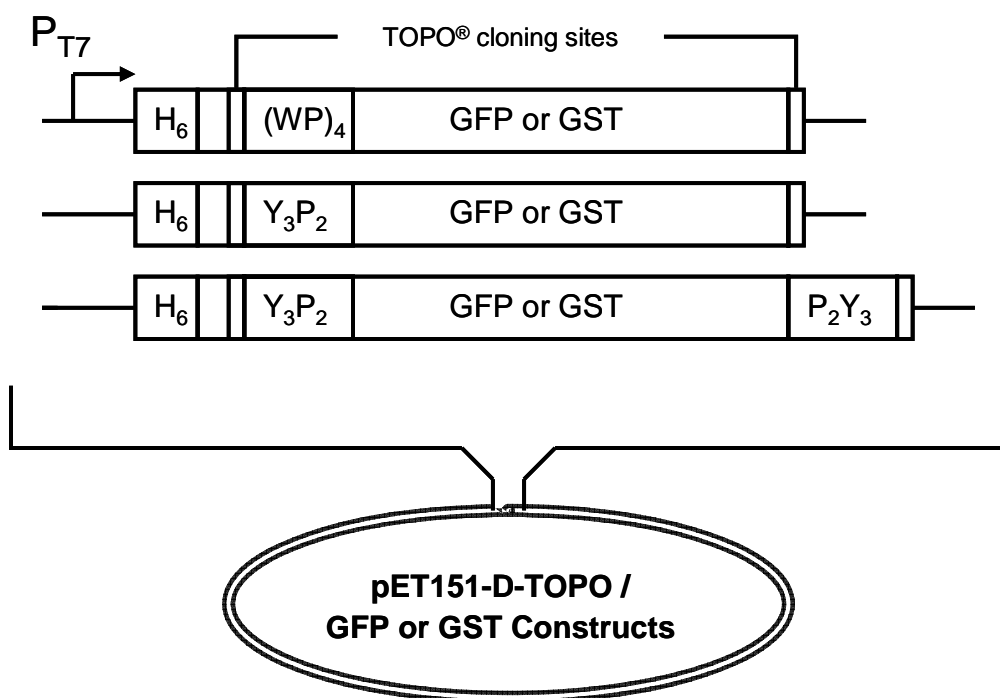 P_T7
TOPO® cloning sites
H₆ (WP)₄ GFP or GST
H₆ Y₃P₂ GFP or GST
H₆ Y₃P₂ GFP or GST P₂Y₃
pET151-D-TOPO /
GFP or GST Constructs